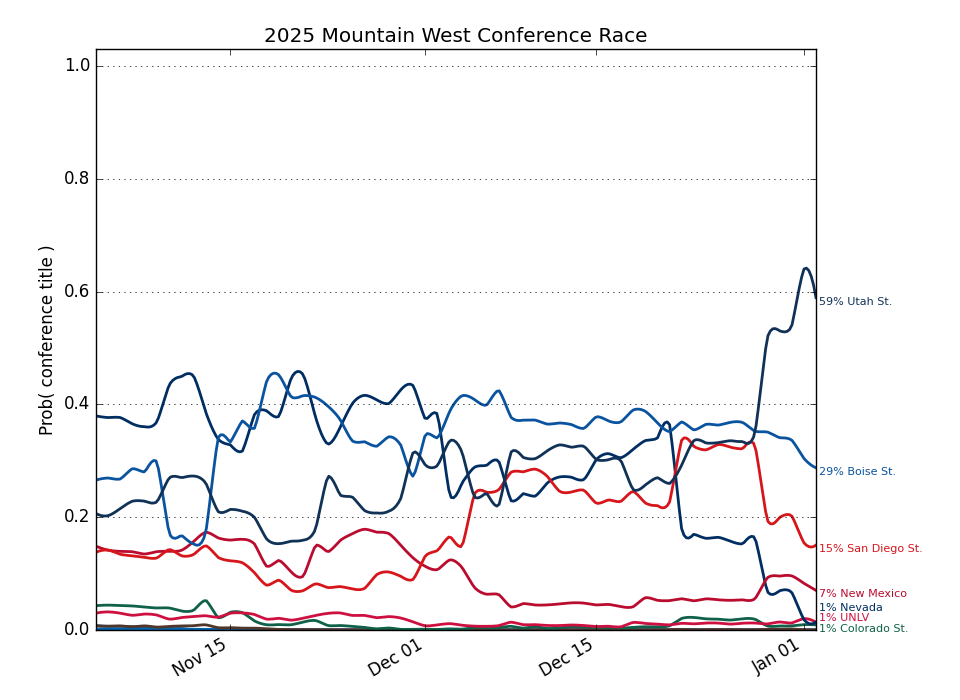 2025 Mountain West Conference Race
Prob( conference title )
1.0
0.8
0.6
0.4
0.2
0.0
Nov 15
Dec 01
Dec 15
Jan 01
59% Utah St.
29% Boise St.
15% San Diego St.
7% New Mexico
1% Nevada
1% UNLV
1% Colorado St.